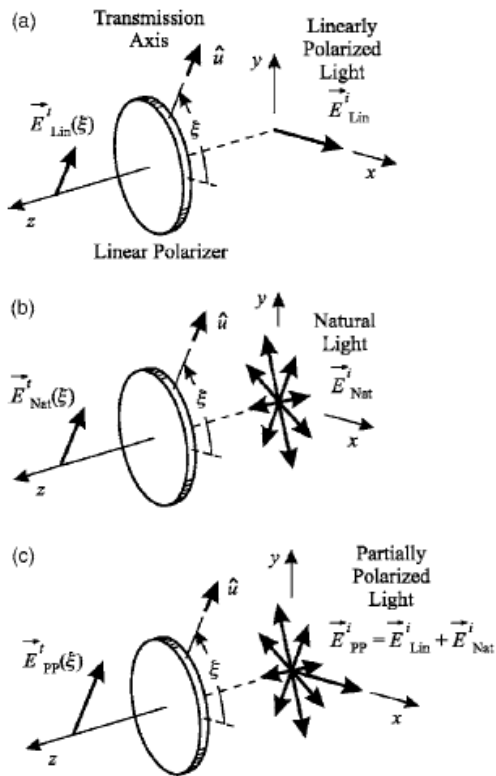 (a)
Transmission
Axis
û
y
Linearly
Polarized
Light
E⃗ᵗ_Lin(ξ)
ξ
E⃗ⁱ_Lin
x
z
Linear Polarizer
(b)
y
û
Natural
Light
E⃗ᵗ_Nat(ξ)
ξ
E⃗ⁱ_Nat
x
z
(c)
y
Partially
Polarized
Light
û
E⃗ᵗ_PP(ξ)
ξ
E⃗ⁱ_PP = E⃗ⁱ_Lin + E⃗ⁱ_Nat
x
z